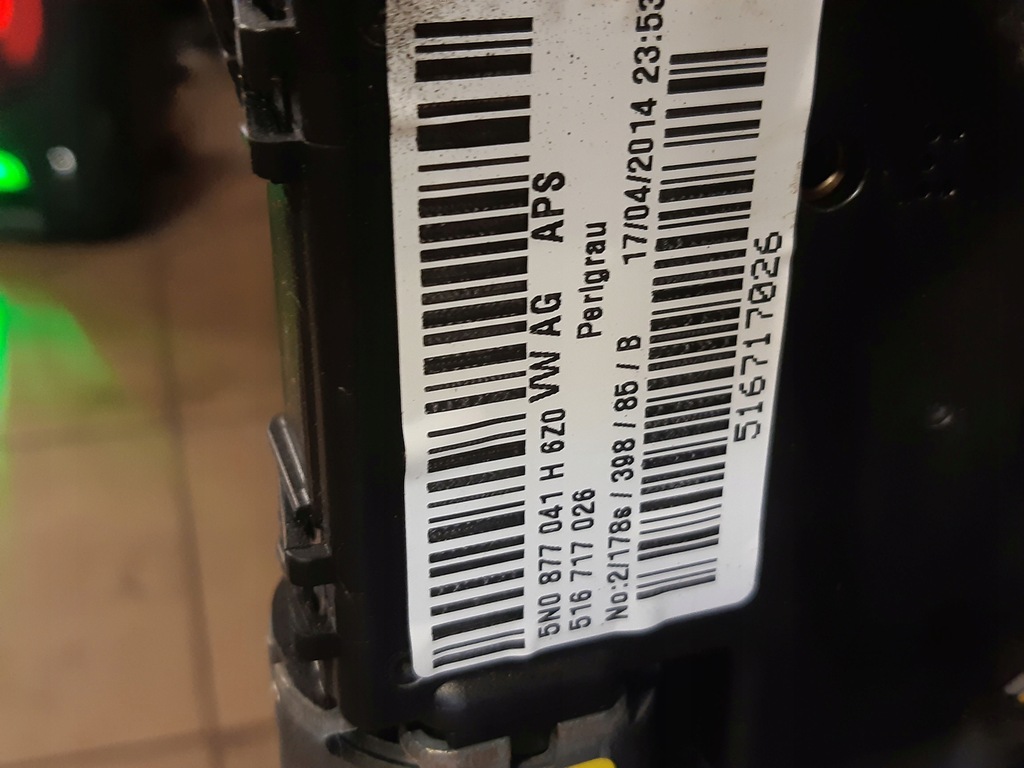 5N0 877 041 H 6Z0 VW AG APS
516 717 026 Perlgrau
No:2/178s / 398 / 85 / B 17/04/2014 23:53
516717026